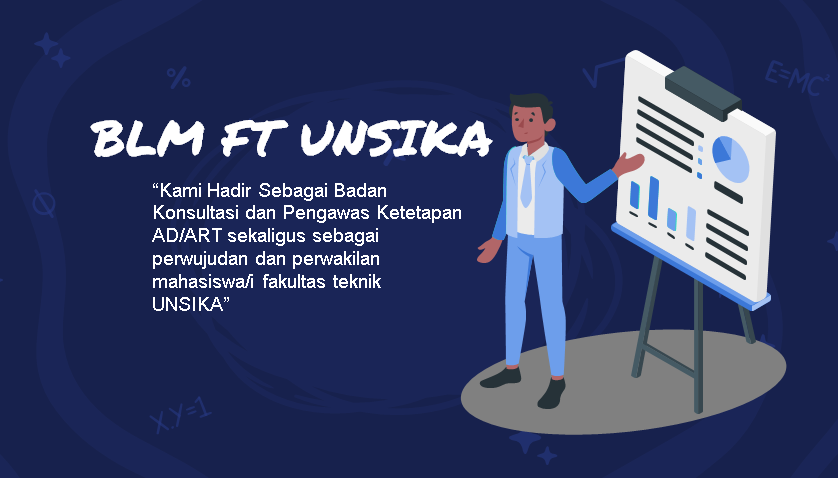 BLM FT UNSIKA
“Kami Hadir Sebagai Badan
Konsultasi dan Pengawas Ketetapan
AD/ART sekaligus sebagai
perwujudan dan perwakilan
mahasiswa/i fakultas teknik
UNSIKA”
%
√
E=MC²
X.Y=1